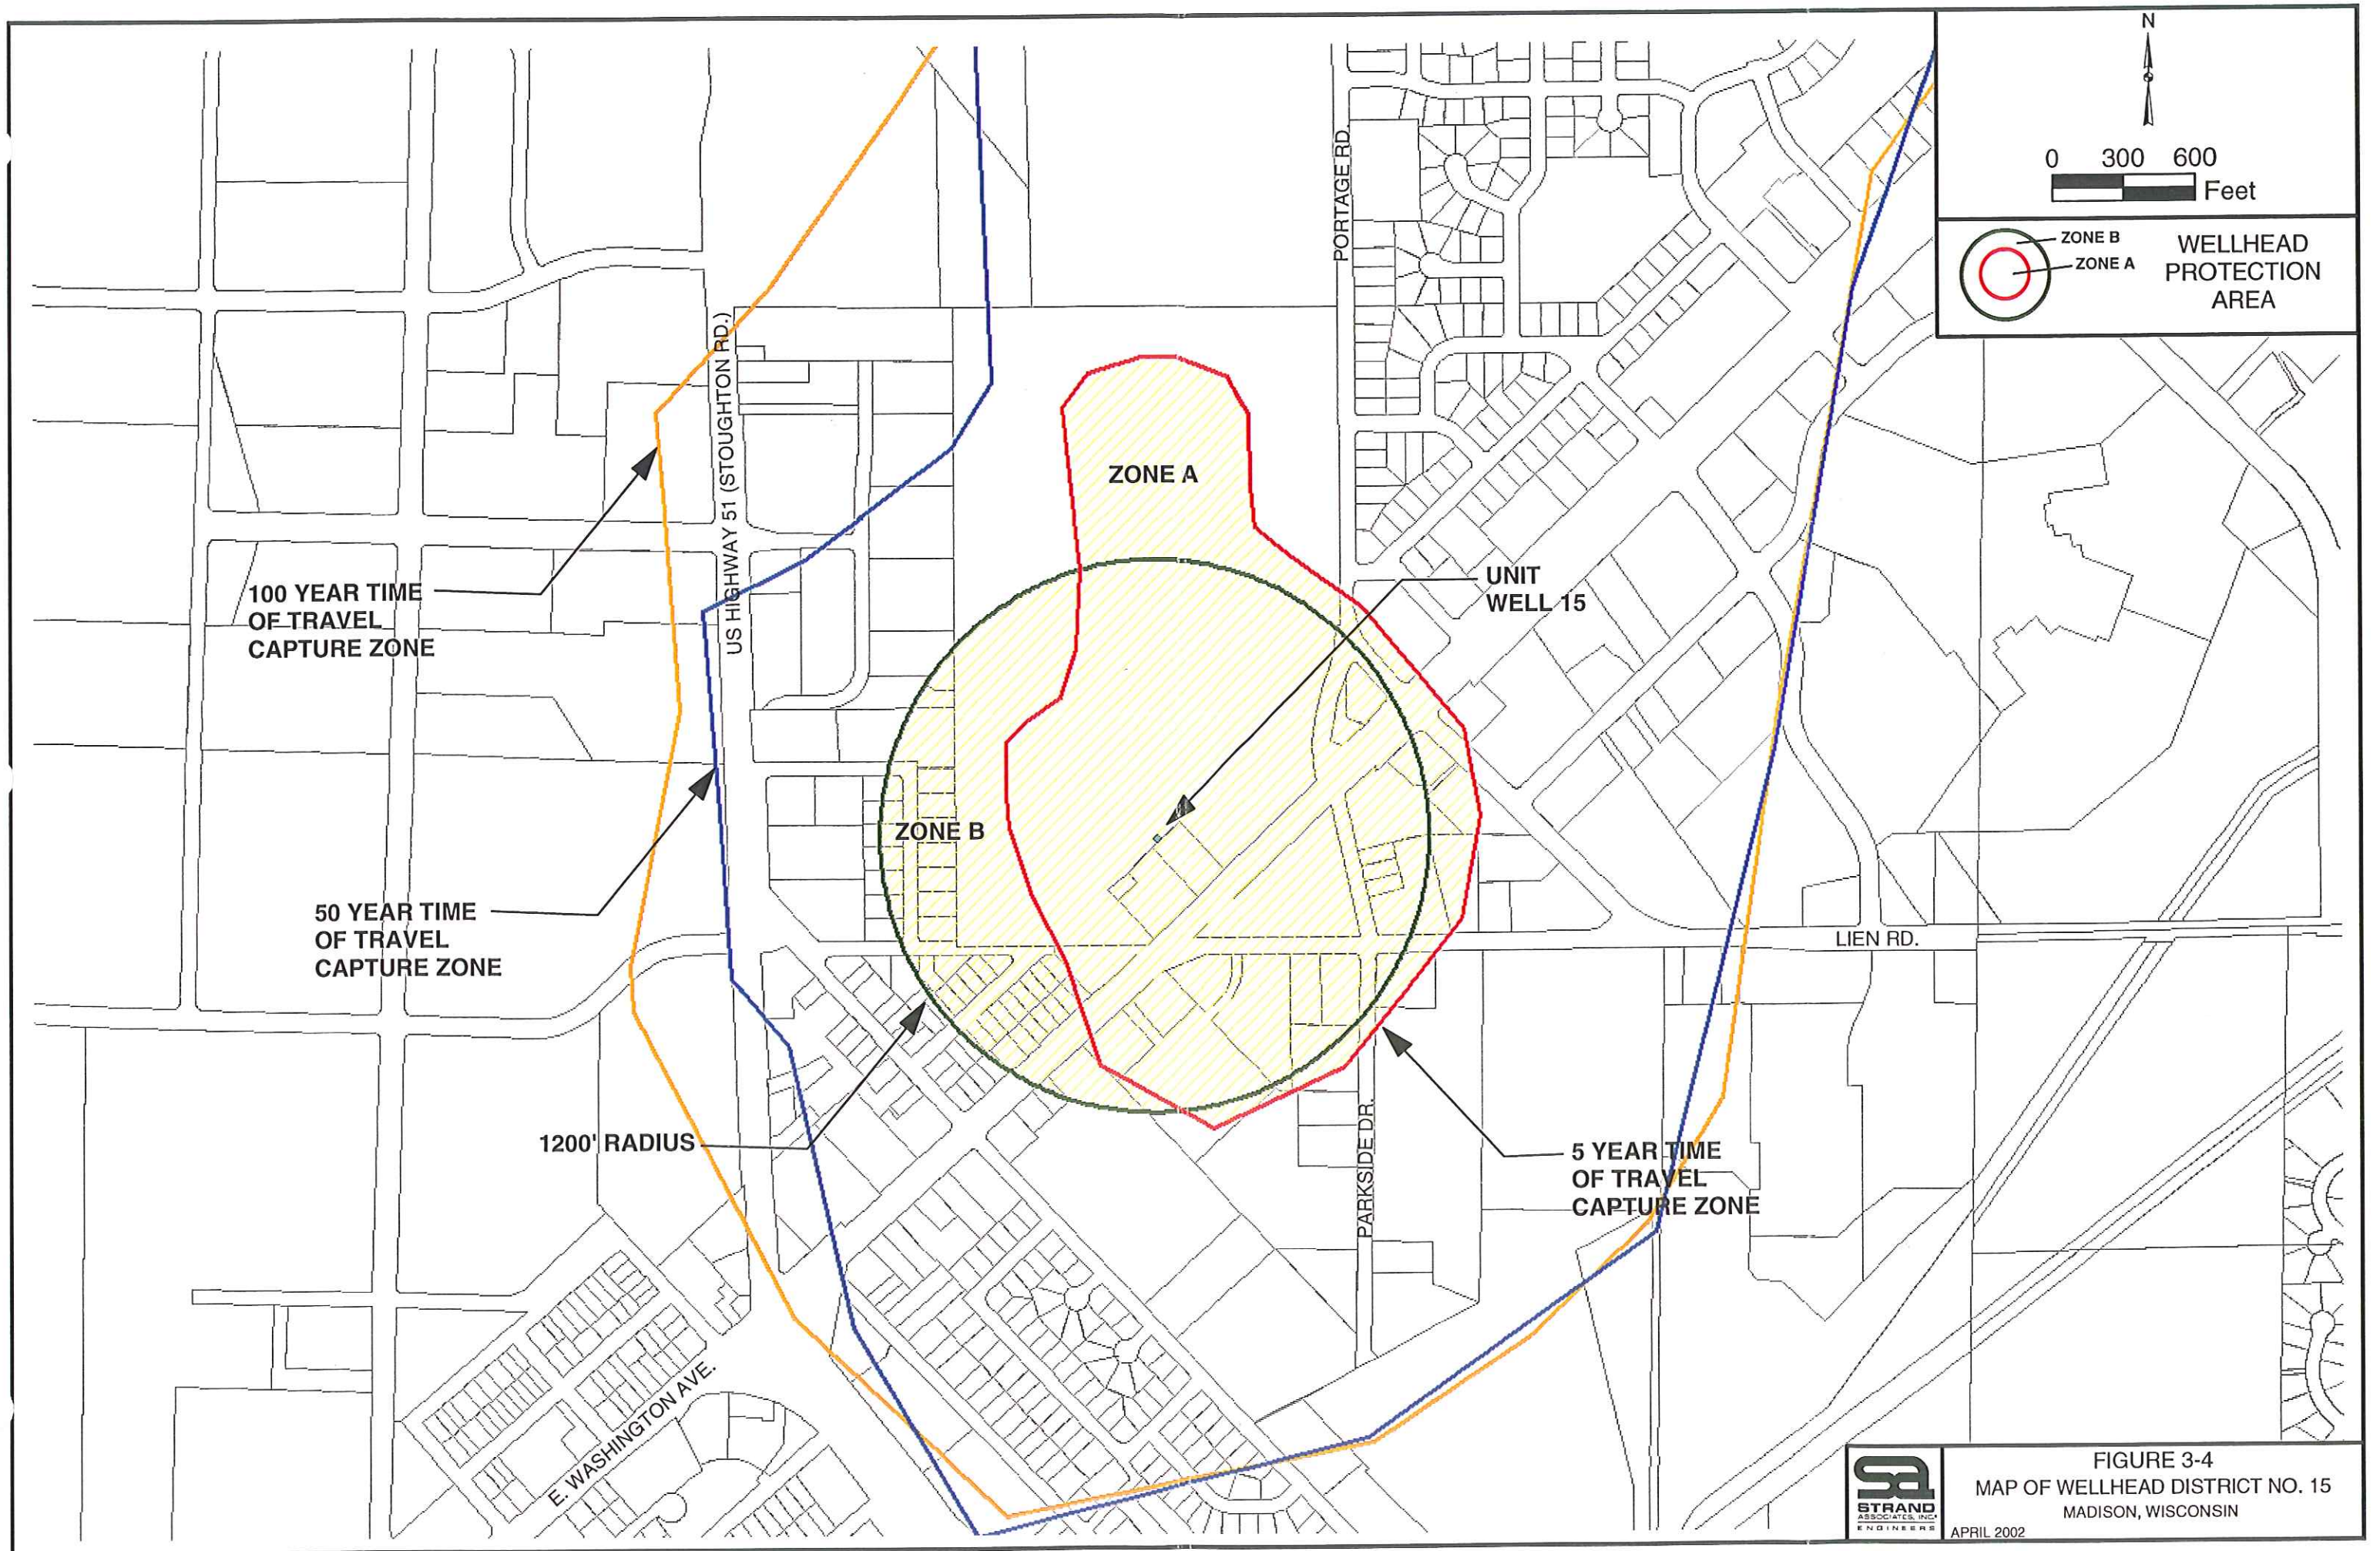 N
0 300 600
Feet
ZONE B
ZONE A
WELLHEAD
PROTECTION
AREA
PORTAGE RD.
US HIGHWAY 51 (STOUGHTON RD.)
ZONE A
UNIT
WELL 15
100 YEAR TIME
OF TRAVEL
CAPTURE ZONE
ZONE B
50 YEAR TIME
OF TRAVEL
CAPTURE ZONE
LIEN RD.
1200' RADIUS
PARKSIDE DR.
5 YEAR TIME
OF TRAVEL
CAPTURE ZONE
E. WASHINGTON AVE.
sa
STRAND
ASSOCIATES, INC.
ENGINEERS
FIGURE 3-4
MAP OF WELLHEAD DISTRICT NO. 15
MADISON, WISCONSIN
APRIL 2002